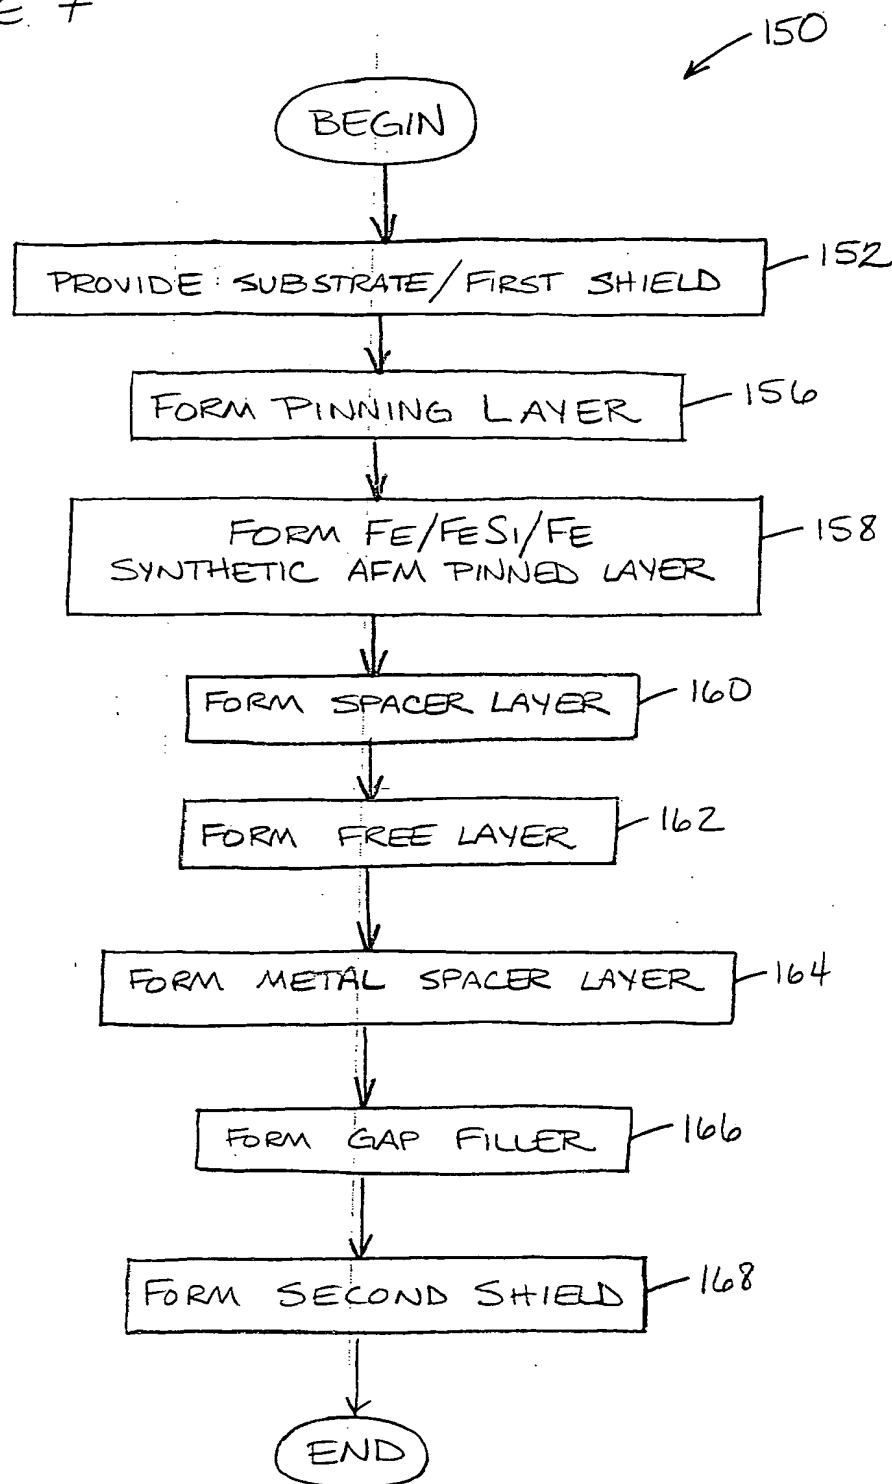 E 7
150
BEGIN
PROVIDE SUBSTRATE/FIRST SHIELD
152
FORM PINNING LAYER
156
FORM FE/FESI/FE
SYNTHETIC AFM PINNED LAYER
158
FORM SPACER LAYER
160
FORM FREE LAYER
162
FORM METAL SPACER LAYER
164
FORM GAP FILLER
166
FORM SECOND SHIELD
168
END